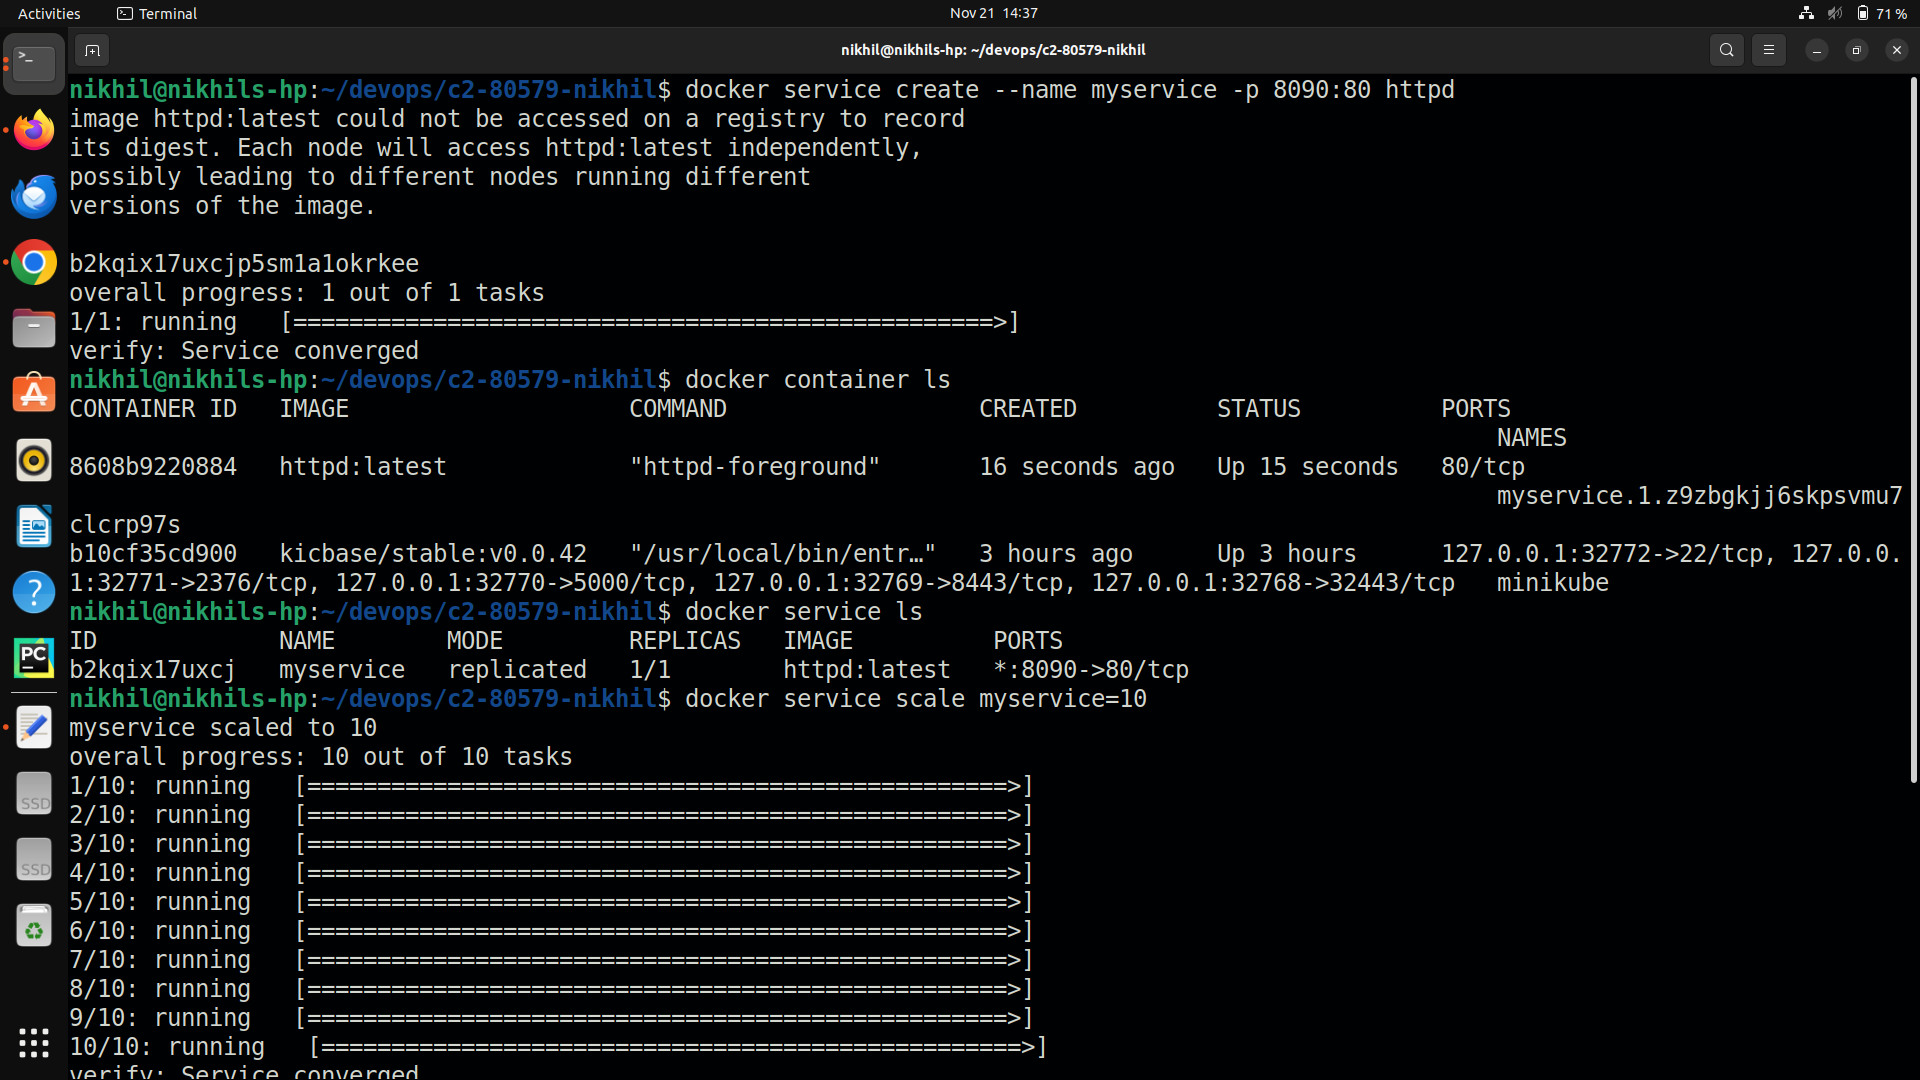 Activities Terminal Nov 21 14:37 71 %
nikhil@nikhils-hp: ~/devops/c2-80579-nikhil
nikhil@nikhils-hp:~/devops/c2-80579-nikhil$ docker service create --name myservice -p 8090:80 httpd
image httpd:latest could not be accessed on a registry to record
its digest. Each node will access httpd:latest independently,
possibly leading to different nodes running different
versions of the image.
b2kqix17uxcjp5sm1a1okrkee
overall progress: 1 out of 1 tasks
1/1: running   [==================================================>]
verify: Service converged
nikhil@nikhils-hp:~/devops/c2-80579-nikhil$ docker container ls
CONTAINER ID   IMAGE                    COMMAND                  CREATED          STATUS          PORTS
NAMES
8608b9220884   httpd:latest             "httpd-foreground"       16 seconds ago   Up 15 seconds   80/tcp
myservice.1.z9zbgkjj6skpsvmu7
clcrp97s
b10cf35cd900   kicbase/stable:v0.0.42   "/usr/local/bin/entr…"   3 hours ago      Up 3 hours      127.0.0.1:32772->22/tcp, 127.0.0.
1:32771->2376/tcp, 127.0.0.1:32770->5000/tcp, 127.0.0.1:32769->8443/tcp, 127.0.0.1:32768->32443/tcp   minikube
nikhil@nikhils-hp:~/devops/c2-80579-nikhil$ docker service ls
ID             NAME        MODE         REPLICAS   IMAGE          PORTS
b2kqix17uxcj   myservice   replicated   1/1        httpd:latest   *:8090->80/tcp
nikhil@nikhils-hp:~/devops/c2-80579-nikhil$ docker service scale myservice=10
myservice scaled to 10
overall progress: 10 out of 10 tasks
1/10: running   [==================================================>]
2/10: running   [==================================================>]
3/10: running   [==================================================>]
4/10: running   [==================================================>]
5/10: running   [==================================================>]
6/10: running   [==================================================>]
7/10: running   [==================================================>]
8/10: running   [==================================================>]
9/10: running   [==================================================>]
10/10: running   [==================================================>]
verify: Service converged
PC
SSD
SSD